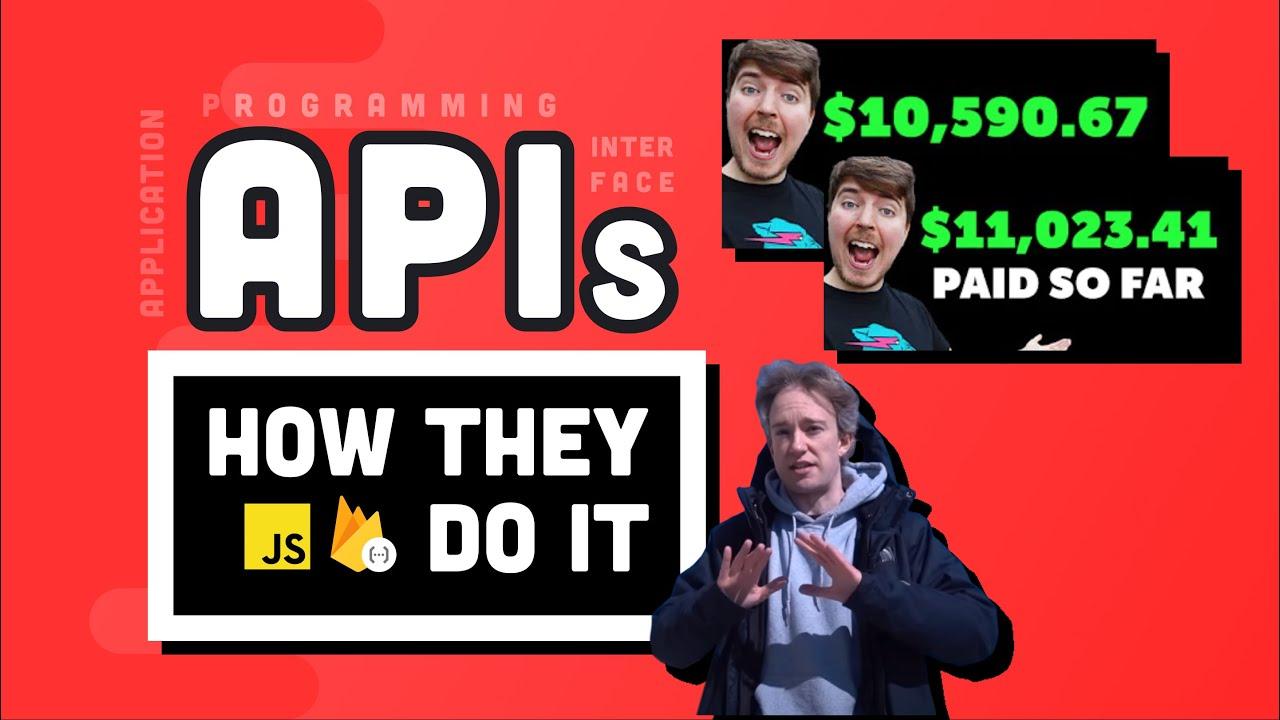 PROGRAMMING
APPLICATION
INTER
FACE
APIs
HOW THEY
JS DO IT
$10,590.67
$11,023.41
PAID SO FAR